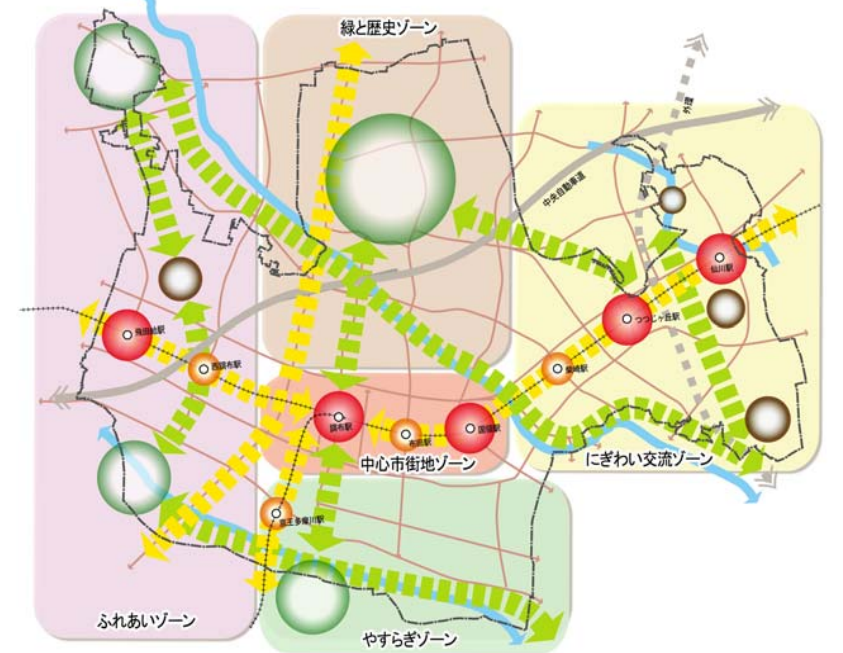 緑と歴史ゾーン
外環
中央自動車道
仙川駅
つつじヶ丘駅
飛田給駅
西調布駅
柴崎駅
調布駅
布田駅
国領駅
中心市街地ゾーン
にぎわい交流ゾーン
京王多摩川駅
ふれあいゾーン
やすらぎゾーン